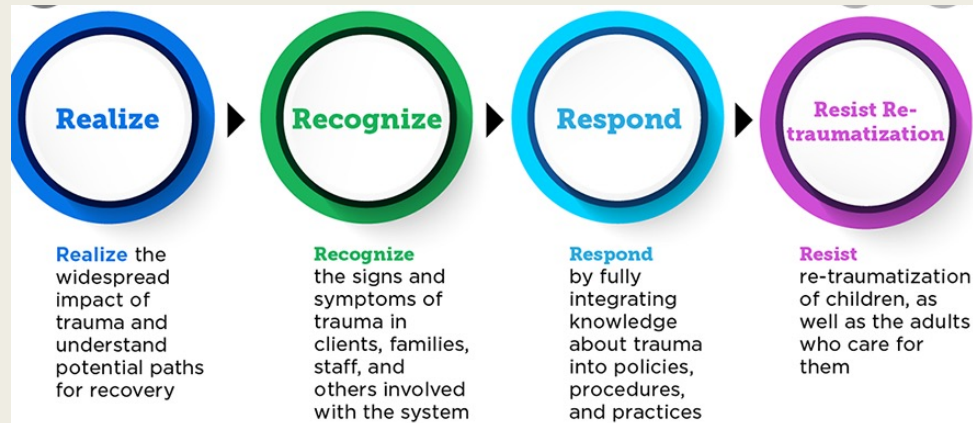 Realize
Recognize
Respond
Resist Re-
traumatization
Realize the
widespread
impact of
trauma and
understand
potential paths
for recovery
Recognize
the signs and
symptoms of
trauma in
clients, families,
staff, and
others involved
with the system
Respond
by fully
integrating
knowledge
about trauma
into policies,
procedures,
and practices
Resist
re-traumatization
of children, as
well as the adults
who care for
them